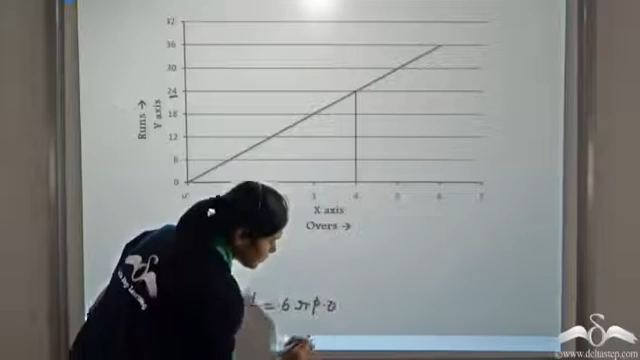 42
36
30
24
18
12
6
0
Runs →
Y axis
3 4 5 6 7
X axis
Overs →
= 6
©www.deltastep.com